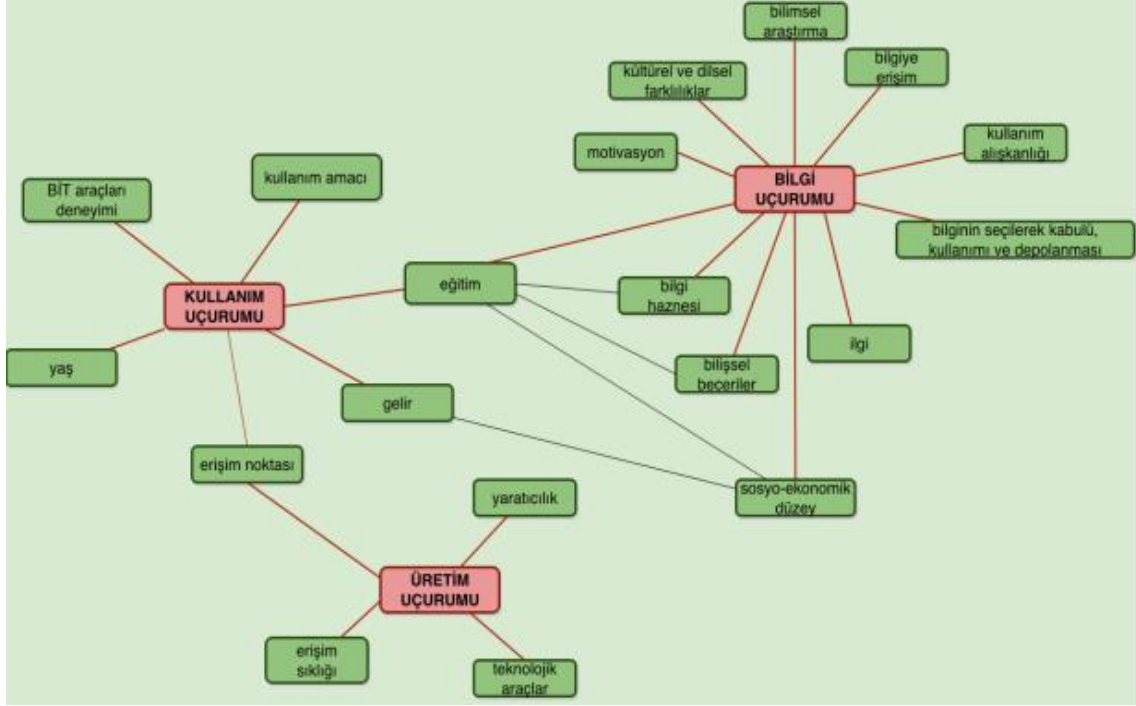 bilimsel
araştırma
kültürel ve dilsel
farklılıklar
bilgiye
erişim
motivasyon
kullanım
alışkanlığı
BİLGİ
UÇURUMU
BİT araçları
deneyimi
kullanım amacı
bilginin seçilerek kabulü,
kullanımı ve depolanması
eğitim
bilgi
haznesi
KULLANIM
UÇURUMU
ilgi
yaş
bilişsel
beceriler
gelir
erişim noktası
sosyo-ekonomik
düzey
yaratıcılık
ÜRETİM
UÇURUMU
erişim
sıklığı
teknolojik
araçlar